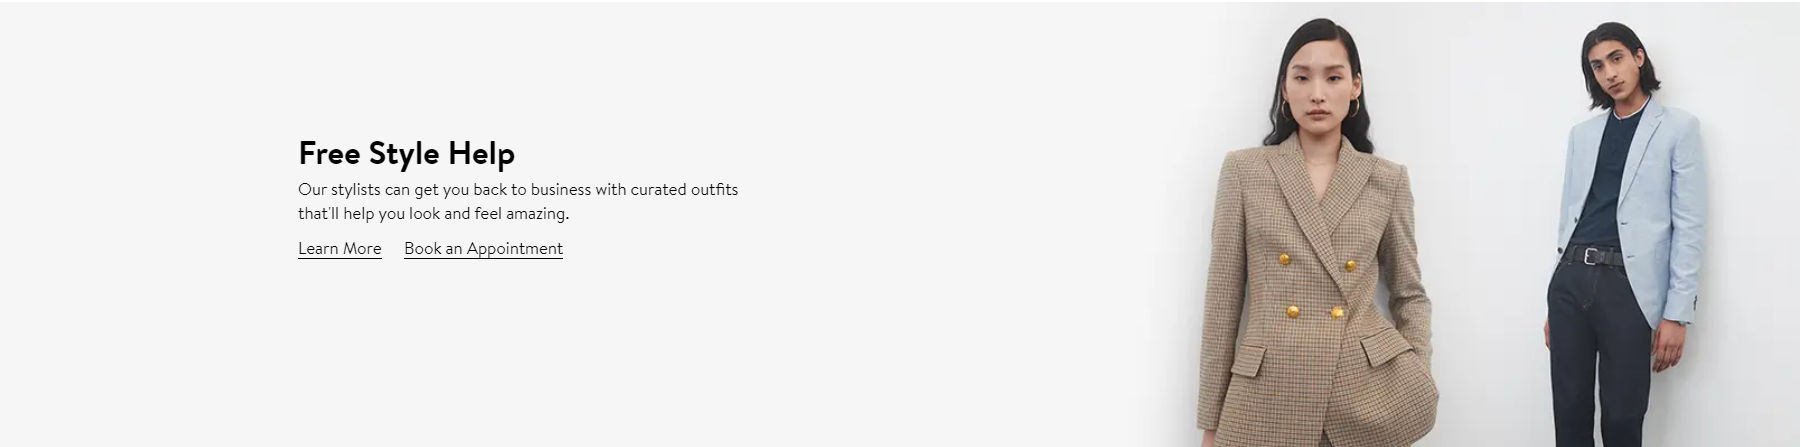 Free Style Help
Our stylists can get you back to business with curated outfits
that'll help you look and feel amazing.
Learn More Book an Appointment